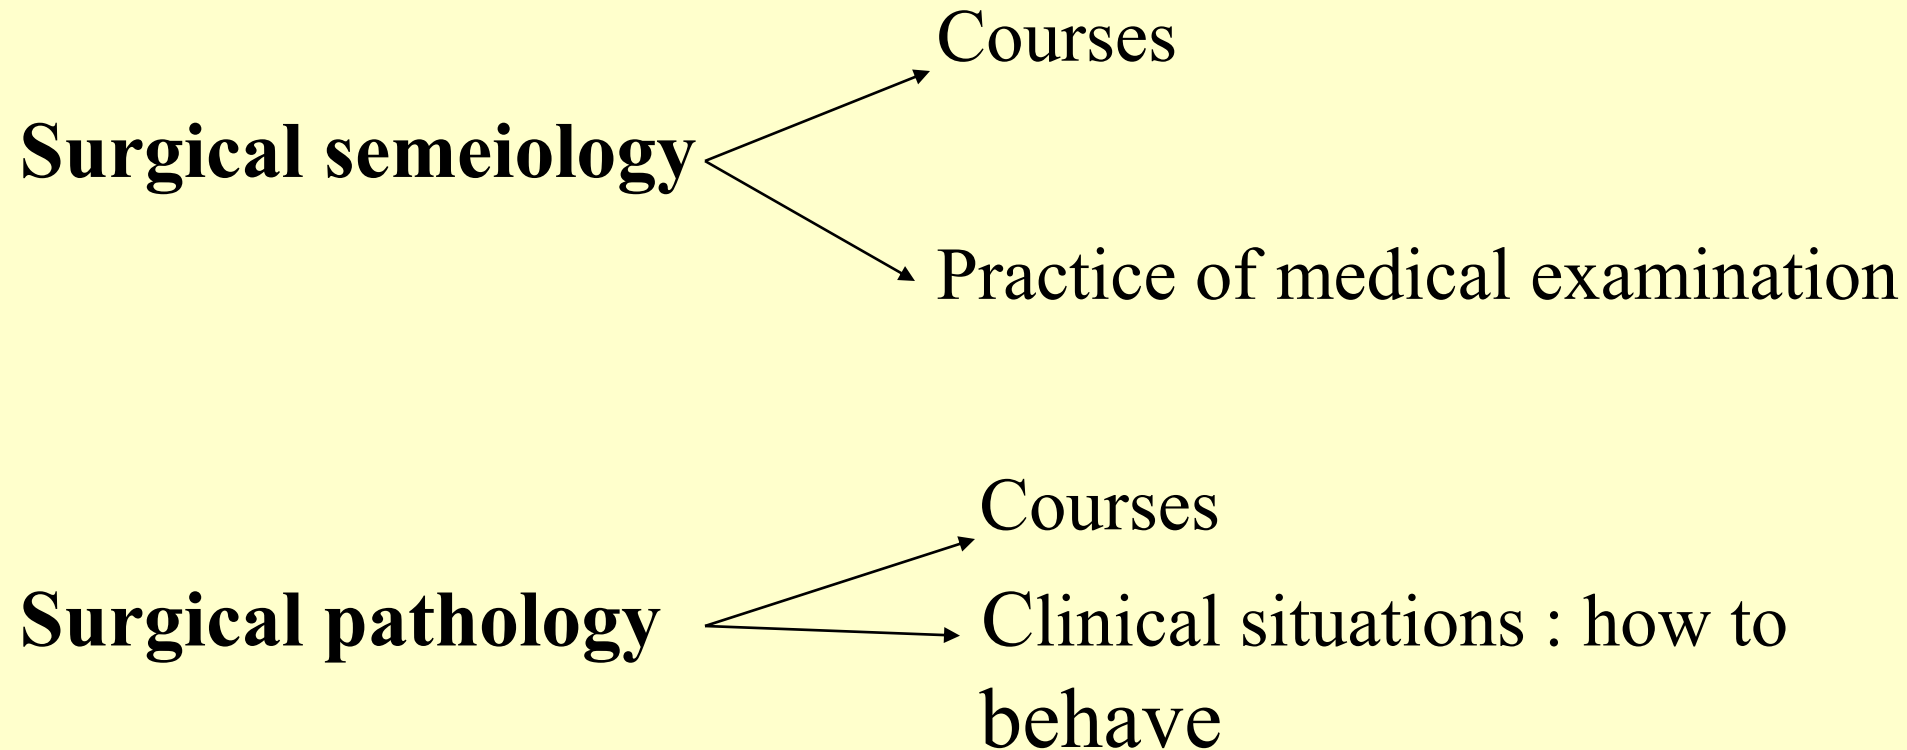 Courses
Surgical semeiology
Practice of medical examination
Courses
Surgical pathology
Clinical situations : how to
behave